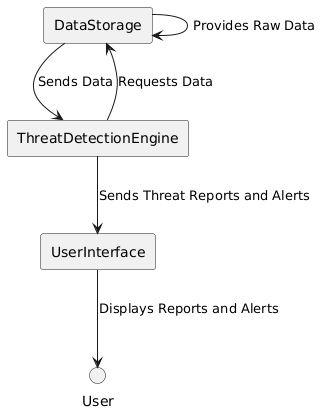 DataStorage
Provides Raw Data
Sends Data
Requests Data
ThreatDetectionEngine
Sends Threat Reports and Alerts
UserInterface
Displays Reports and Alerts
User